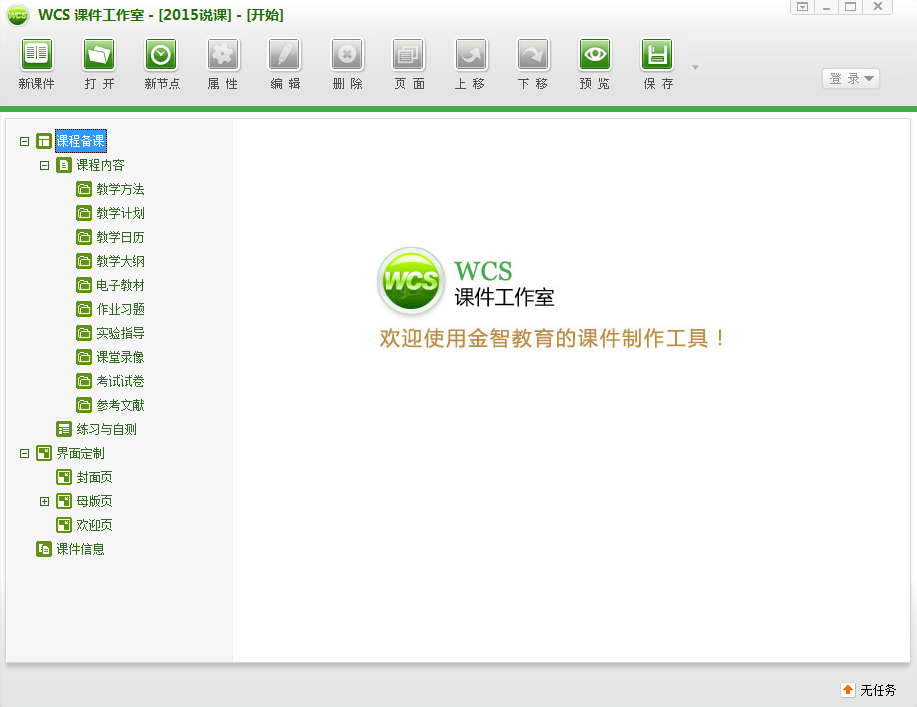 WCS 课件工作室 - [2015说课] - [开始]
新课件 打 开 新节点 属 性 编 辑 删 除 页 面 上 移 下 移 预 览 保 存 登 录
课程备课
课程内容
教学方法
教学计划
教学日历
教学大纲
电子教材
作业习题
实验指导
课堂录像
考试试卷
参考文献
练习与自测
界面定制
封面页
母版页
欢迎页
课件信息
WCS
WCS
课件工作室
欢迎使用金智教育的课件制作工具！
无任务